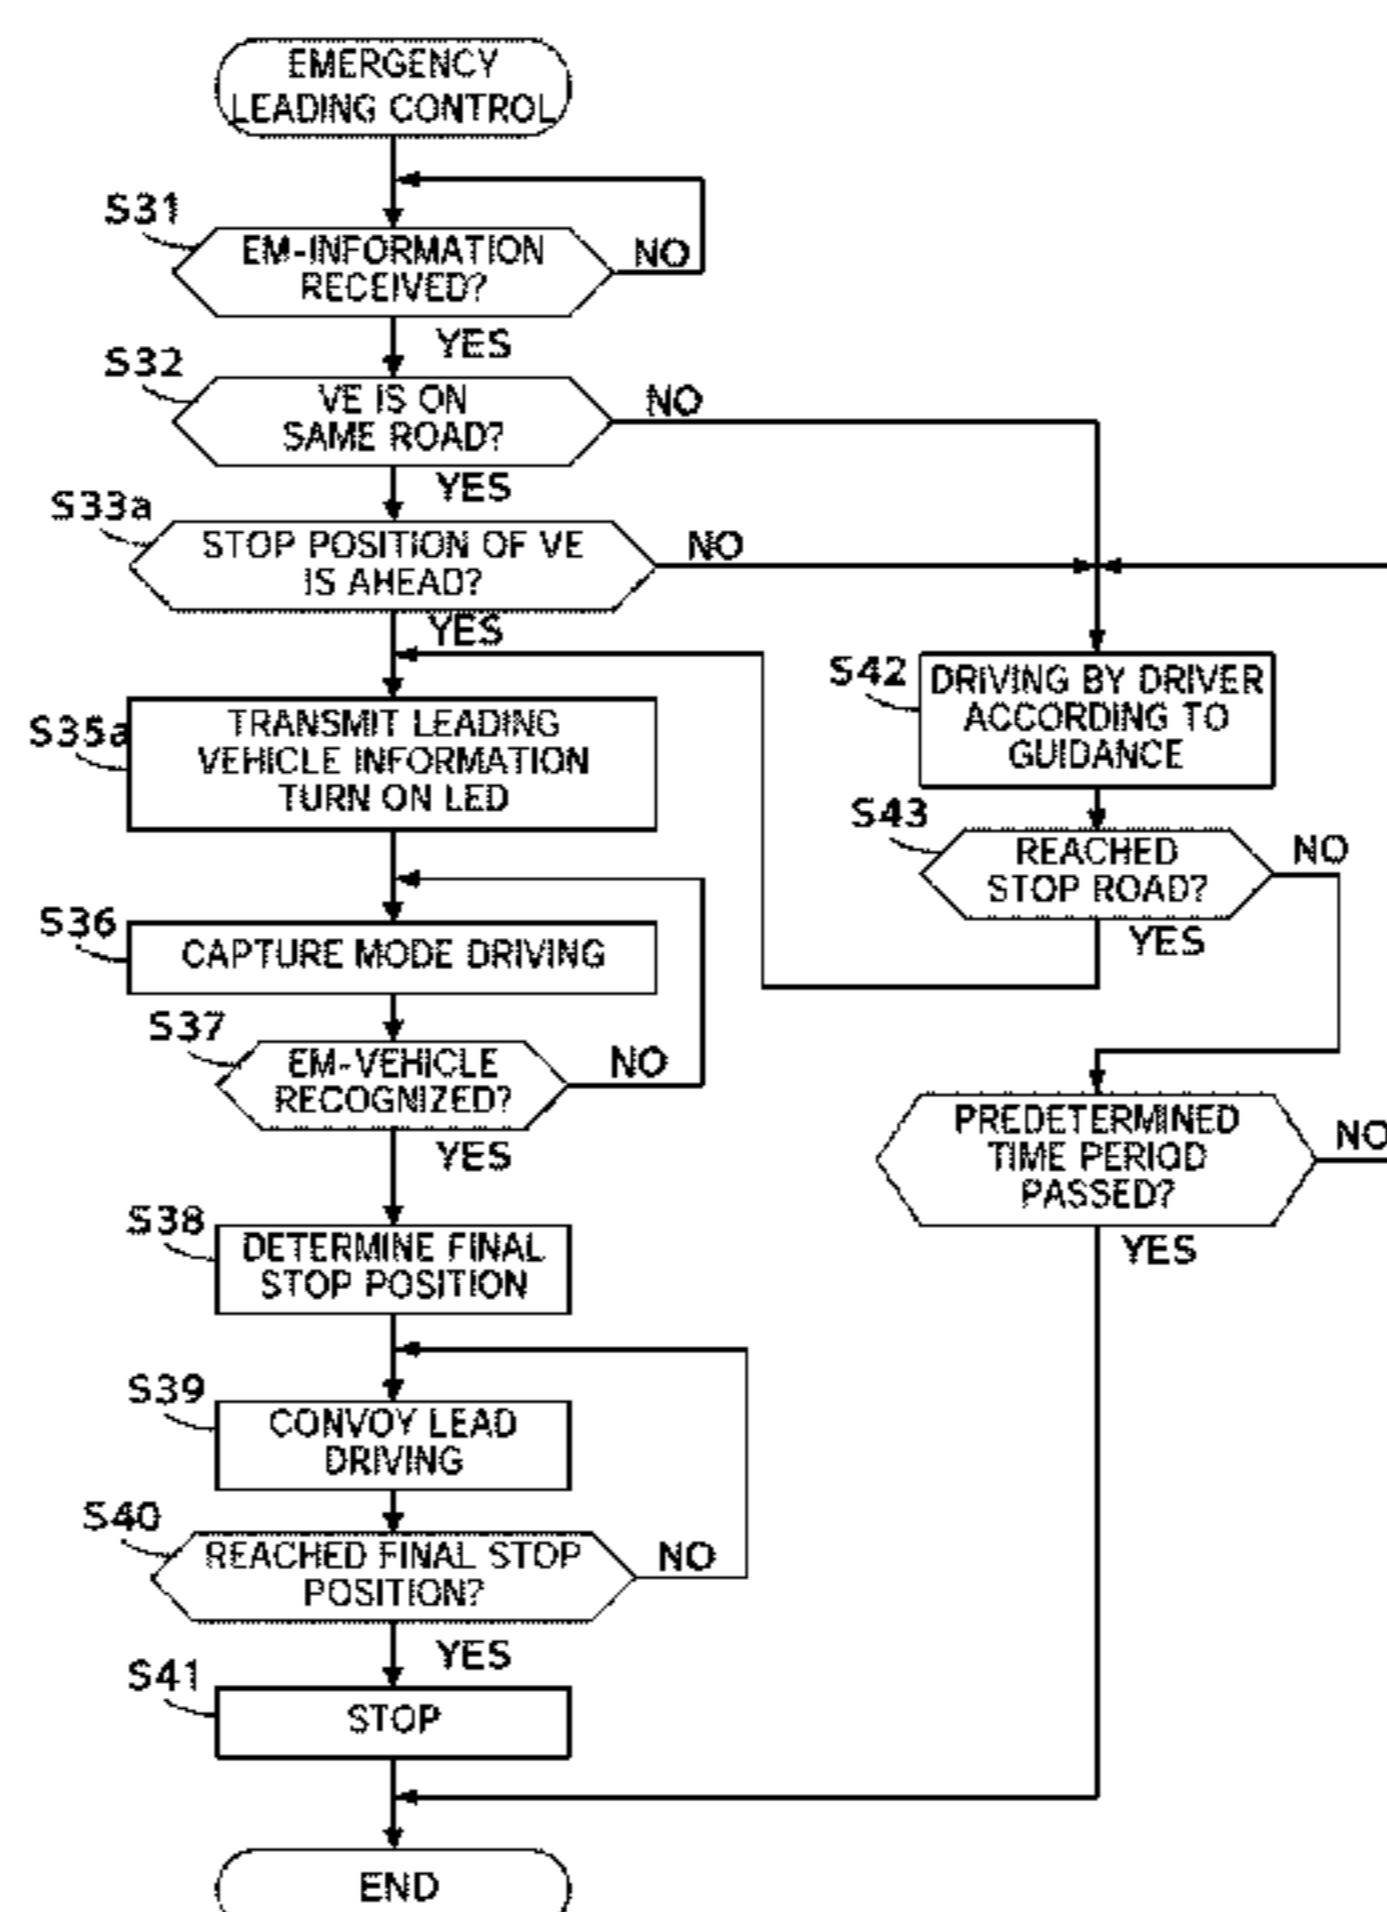 EMERGENCY
LEADING CONTROL
S31
EM-INFORMATION
RECEIVED?
NO
YES
S32
VE IS ON
SAME ROAD?
NO
YES
S33a
STOP POSITION OF VE
IS AHEAD?
NO
YES
S35a
TRANSMIT LEADING
VEHICLE INFORMATION
TURN ON LED
S42
DRIVING BY DRIVER
ACCORDING TO
GUIDANCE
S43
REACHED
STOP ROAD?
NO
YES
S36
CAPTURE MODE DRIVING
S37
EM-VEHICLE
RECOGNIZED?
NO
YES
PREDETERMINED
TIME PERIOD
PASSED?
NO
YES
S38
DETERMINE FINAL
STOP POSITION
S39
CONVOY LEAD
DRIVING
S40
REACHED FINAL STOP
POSITION?
NO
YES
S41
STOP
END